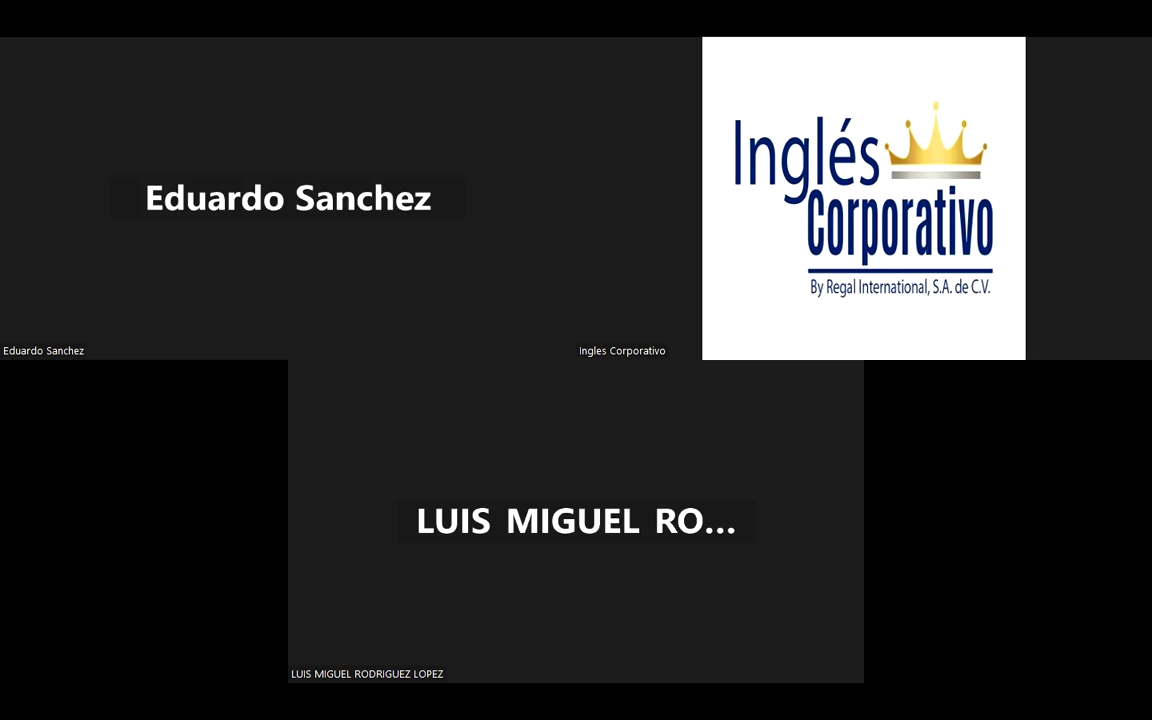 Eduardo Sanchez
Eduardo Sanchez
Inglés
Corporativo
By Regal International, S.A. de C.V.
Ingles Corporativo
LUIS MIGUEL RO...
LUIS MIGUEL RODRIGUEZ LOPEZ